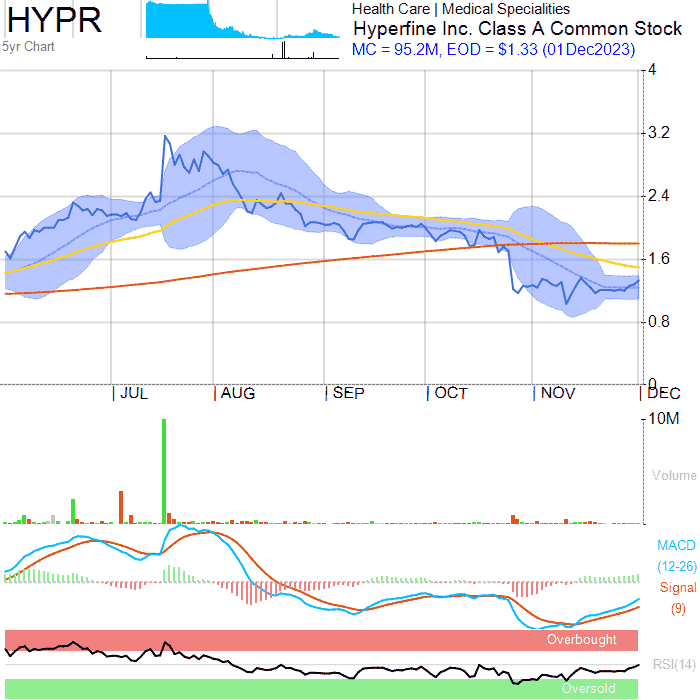 HYPR
5yr Chart
Health Care | Medical Specialities
Hyperfine Inc. Class A Common Stock
MC = 95.2M, EOD = $1.33 (01Dec2023)
4
3.2
2.4
1.6
0.8
0
JUL AUG SEP OCT NOV DEC
10M
Volume
MACD
(12-26)
Signal
(9)
Overbought
RSI(14)
Oversold